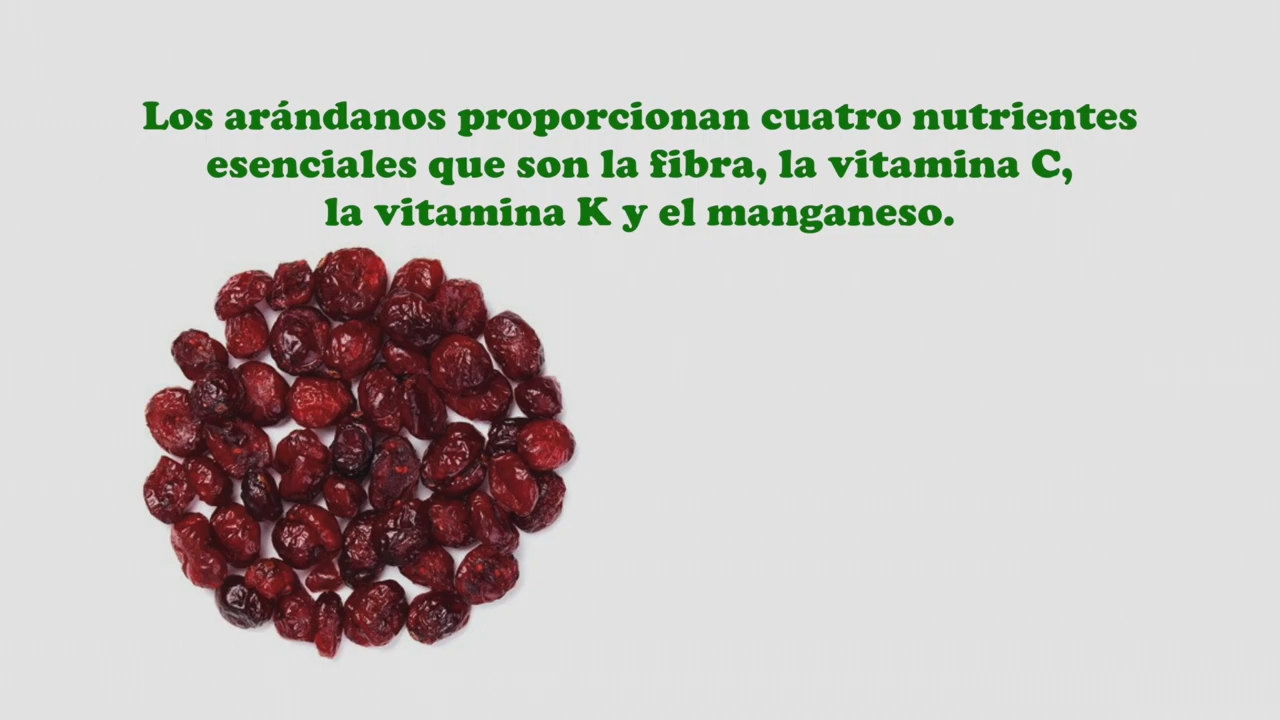 Los arándanos proporcionan cuatro nutrientes
esenciales que son la fibra, la vitamina C,
la vitamina K y el manganeso.